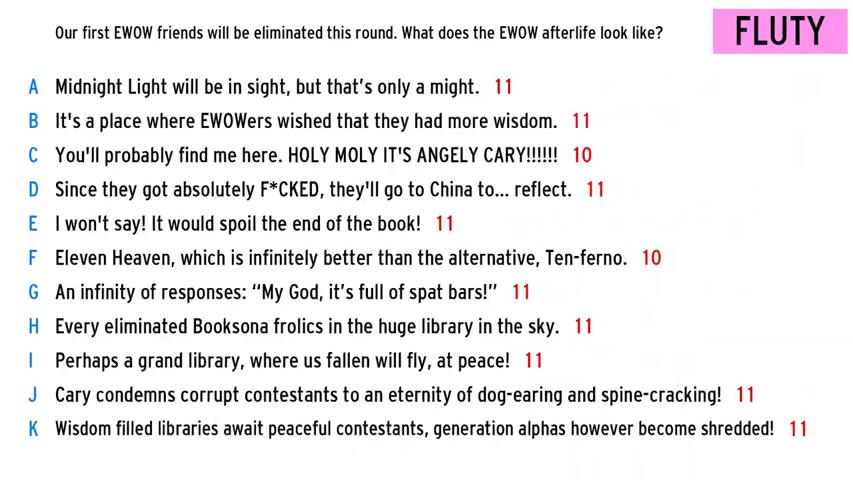 Our first EWOW friends will be eliminated this round. What does the EWOW afterlife look like?
FLUTY
A Midnight Light will be in sight, but that's only a might. 11
B It's a place where EWOWers wished that they had more wisdom. 11
C You'll probably find me here. HOLY MOLY IT'S ANGELY CARY!!!!!! 10
D Since they got absolutely F*CKED, they'll go to China to... reflect. 11
E I won't say! It would spoil the end of the book! 11
F Eleven Heaven, which is infinitely better than the alternative, Ten-ferno. 10
G An infinity of responses: “My God, it's full of spat bars!” 11
H Every eliminated Booksona frolics in the huge library in the sky. 11
I Perhaps a grand library, where us fallen will fly, at peace! 11
J Cary condemns corrupt contestants to an eternity of dog-earing and spine-cracking! 11
K Wisdom filled libraries await peaceful contestants, generation alphas however become shredded! 11